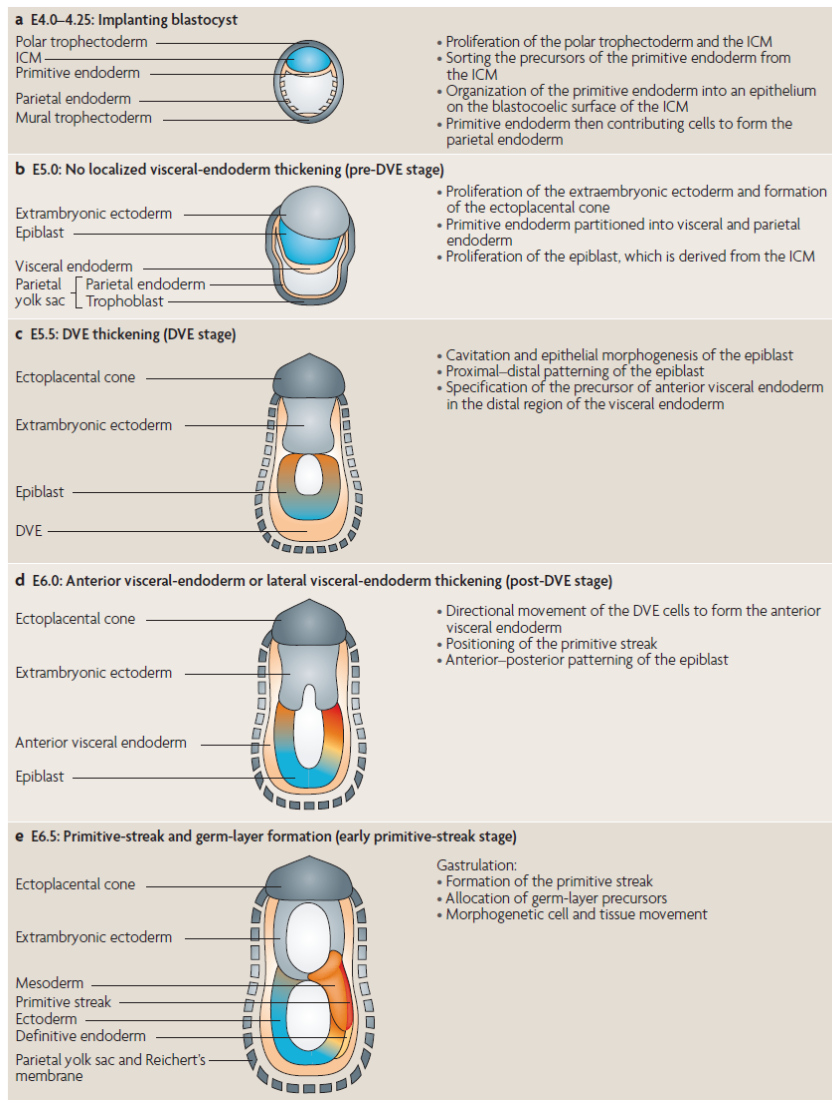 a E4.0–4.25: Implanting blastocyst
Polar trophectoderm
ICM
Primitive endoderm
Parietal endoderm
Mural trophectoderm
• Proliferation of the polar trophectoderm and the ICM
• Sorting the precursors of the primitive endoderm from
the ICM
• Organization of the primitive endoderm into an epithelium
on the blastocoelic surface of the ICM
• Primitive endoderm then contributing cells to form the
parietal endoderm
b E5.0: No localized visceral-endoderm thickening (pre-DVE stage)
Extrambryonic ectoderm
Epiblast
Visceral endoderm
Parietal
yolk sac
Parietal endoderm
Trophoblast
• Proliferation of the extraembryonic ectoderm and formation
of the ectoplacental cone
• Primitive endoderm partitioned into visceral and parietal
endoderm
• Proliferation of the epiblast, which is derived from the ICM
c E5.5: DVE thickening (DVE stage)
Ectoplacental cone
Extrambryonic ectoderm
Epiblast
DVE
• Cavitation and epithelial morphogenesis of the epiblast
• Proximal–distal patterning of the epiblast
• Specification of the precursor of anterior visceral endoderm
in the distal region of the visceral endoderm
d E6.0: Anterior visceral-endoderm or lateral visceral-endoderm thickening (post-DVE stage)
Ectoplacental cone
Extrambryonic ectoderm
Anterior visceral endoderm
Epiblast
• Directional movement of the DVE cells to form the anterior
visceral endoderm
• Positioning of the primitive streak
• Anterior–posterior patterning of the epiblast
e E6.5: Primitive-streak and germ-layer formation (early primitive-streak stage)
Ectoplacental cone
Extrambryonic ectoderm
Mesoderm
Primitive streak
Ectoderm
Definitive endoderm
Parietal yolk sac and Reichert's
membrane
Gastrulation:
• Formation of the primitive streak
• Allocation of germ-layer precursors
• Morphogenetic cell and tissue movement